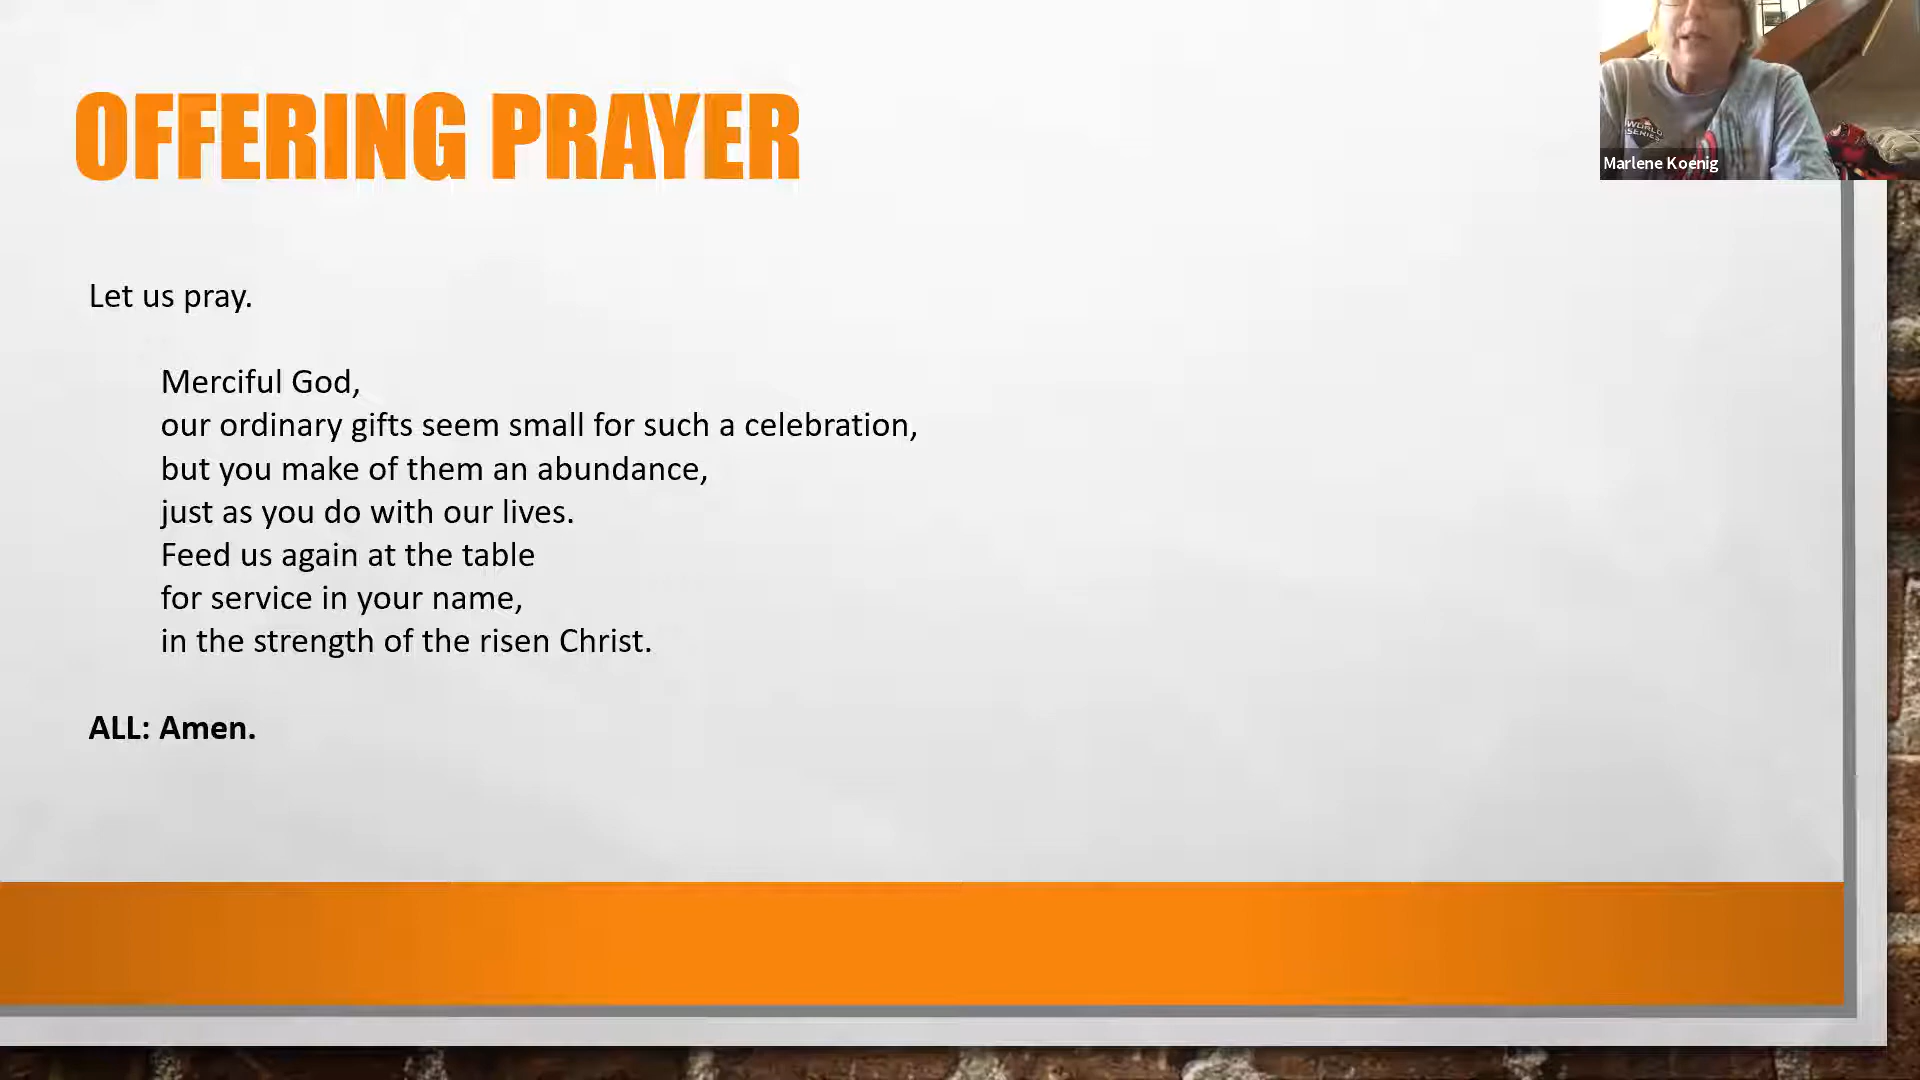 OFFERING PRAYER
WORLD
SERIES
Marlene Koenig
Let us pray.
Merciful God,
our ordinary gifts seem small for such a celebration,
but you make of them an abundance,
just as you do with our lives.
Feed us again at the table
for service in your name,
in the strength of the risen Christ.
ALL: Amen.